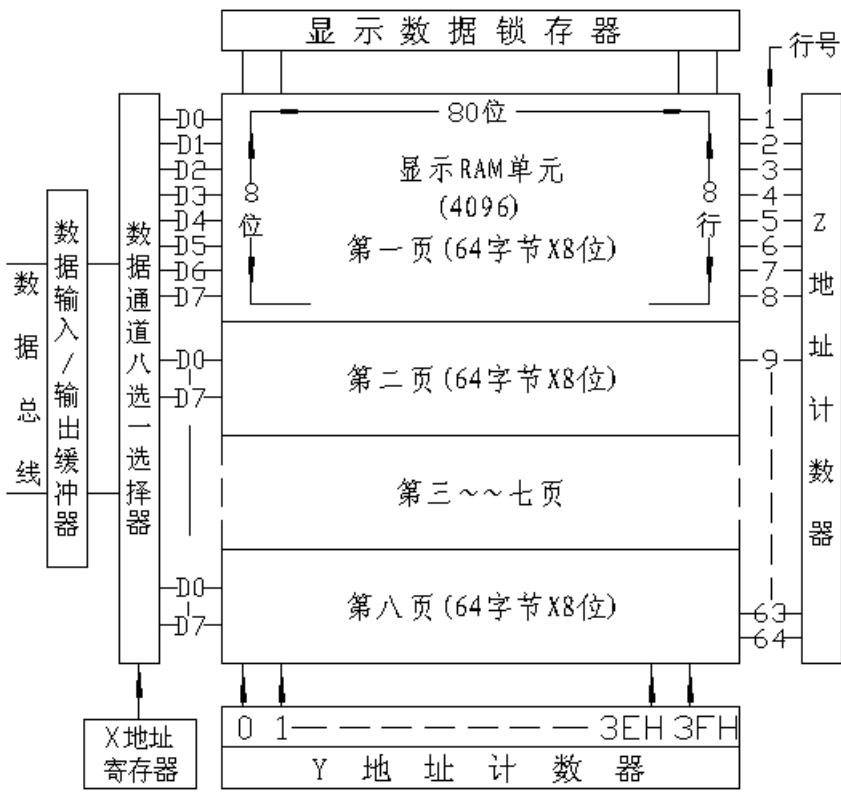 显示数据锁存器
行号
80位
D0
D1
D2
D3
D4
D5
D6
D7
8位
显示RAM单元
(4096)
第一页(64字节X8位)
8行
1
2
3
4
5
6
7
8
数据总线
数据输入/输出缓冲器
数据通道八选一选择器
Z地址计数器
D0
D7
第二页(64字节X8位)
9
第三~~七页
D0
D7
第八页(64字节X8位)
63
64
X地址
寄存器
0 1 3EH 3FH
Y地址计数器